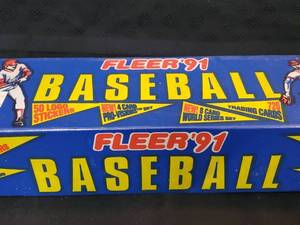 FLEER '91
BASEBALL
50 LOGO STICKERS
NEW! 4 CARD PRO-VISIONS SET
NEW! 8 CARD WORLD SERIES SET
720 TRADING CARDS
FLEER '91
BASEBALL